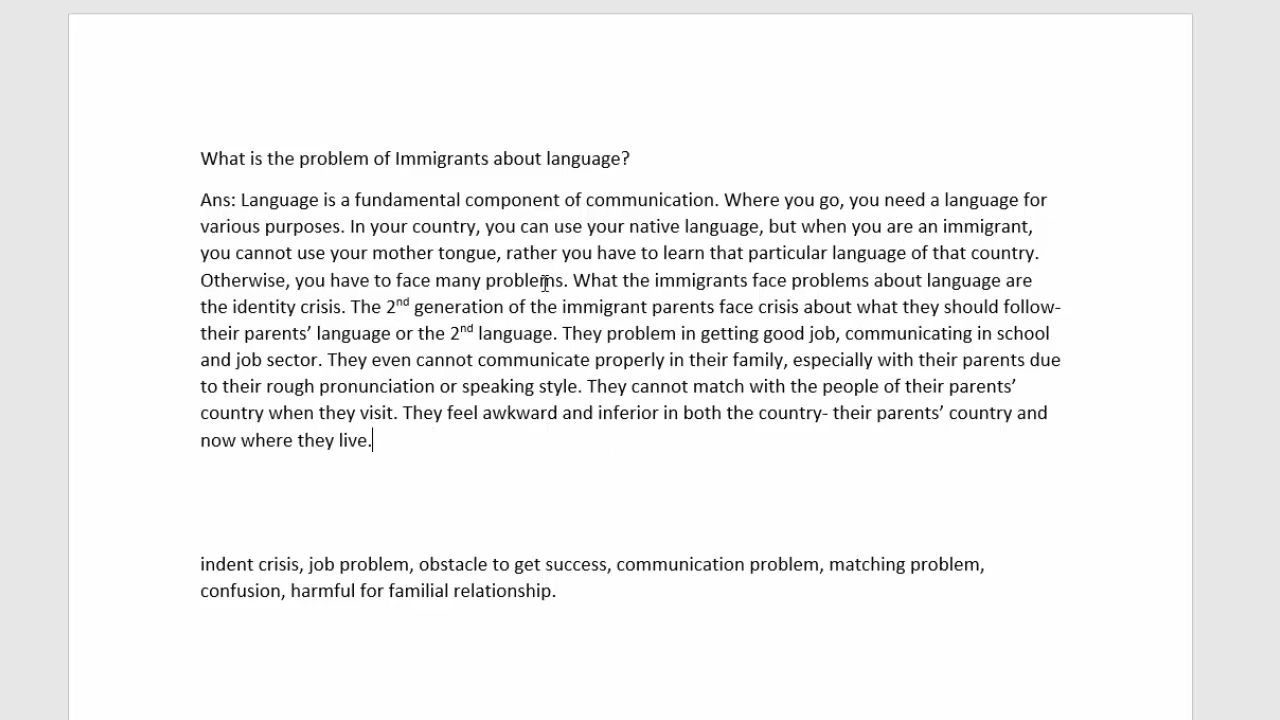 What is the problem of Immigrants about language?
Ans: Language is a fundamental component of communication. Where you go, you need a language for
various purposes. In your country, you can use your native language, but when you are an immigrant,
you cannot use your mother tongue, rather you have to learn that particular language of that country.
Otherwise, you have to face many problems. What the immigrants face problems about language are
the identity crisis. The 2nd generation of the immigrant parents face crisis about what they should follow-
their parents’ language or the 2nd language. They problem in getting good job, communicating in school
and job sector. They even cannot communicate properly in their family, especially with their parents due
to their rough pronunciation or speaking style. They cannot match with the people of their parents’
country when they visit. They feel awkward and inferior in both the country- their parents’ country and
now where they live.
indent crisis, job problem, obstacle to get success, communication problem, matching problem,
confusion, harmful for familial relationship.